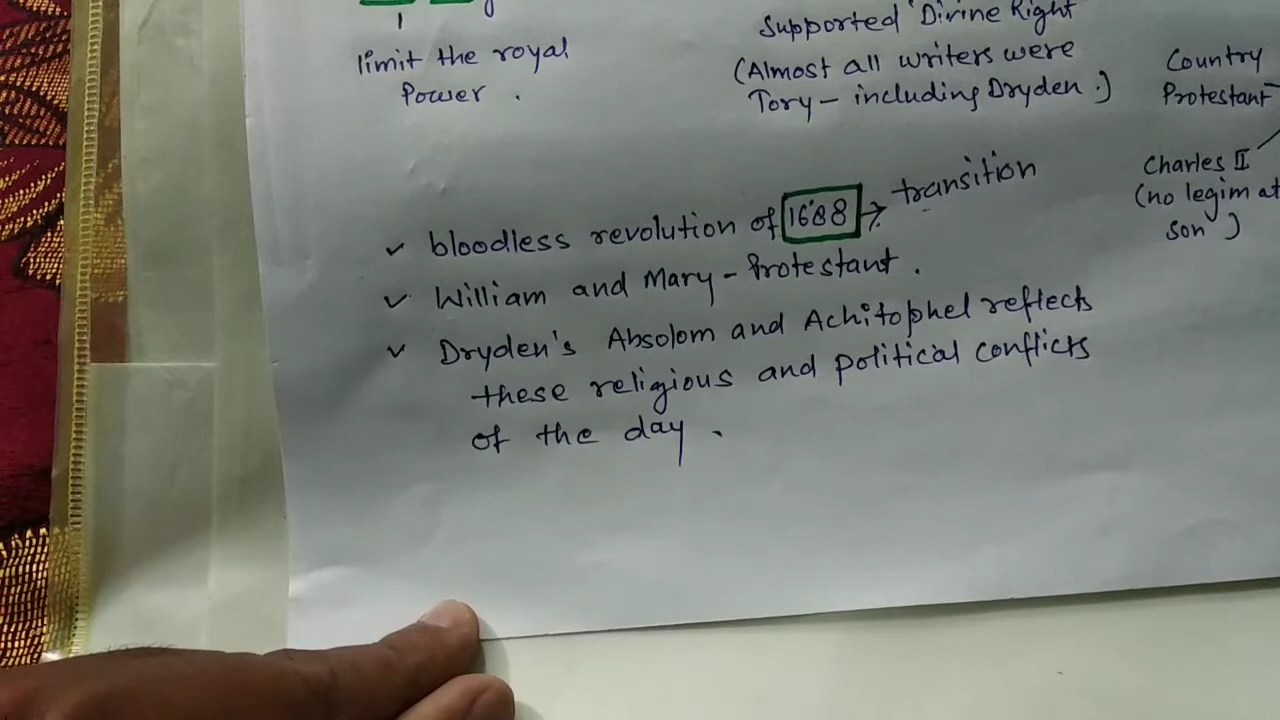 limit the royal
Power.
Supported 'Divine Right
(Almost all writers were
Tory - including Dryden.)
Country
Protestant
Charles II
(no legim at
son)
✓ bloodless revolution of 1688 → transition
✓ William and Mary - Protestant.
✓ Dryden's Absolom and Achitophel reflects
these religious and political conflicts
of the day.